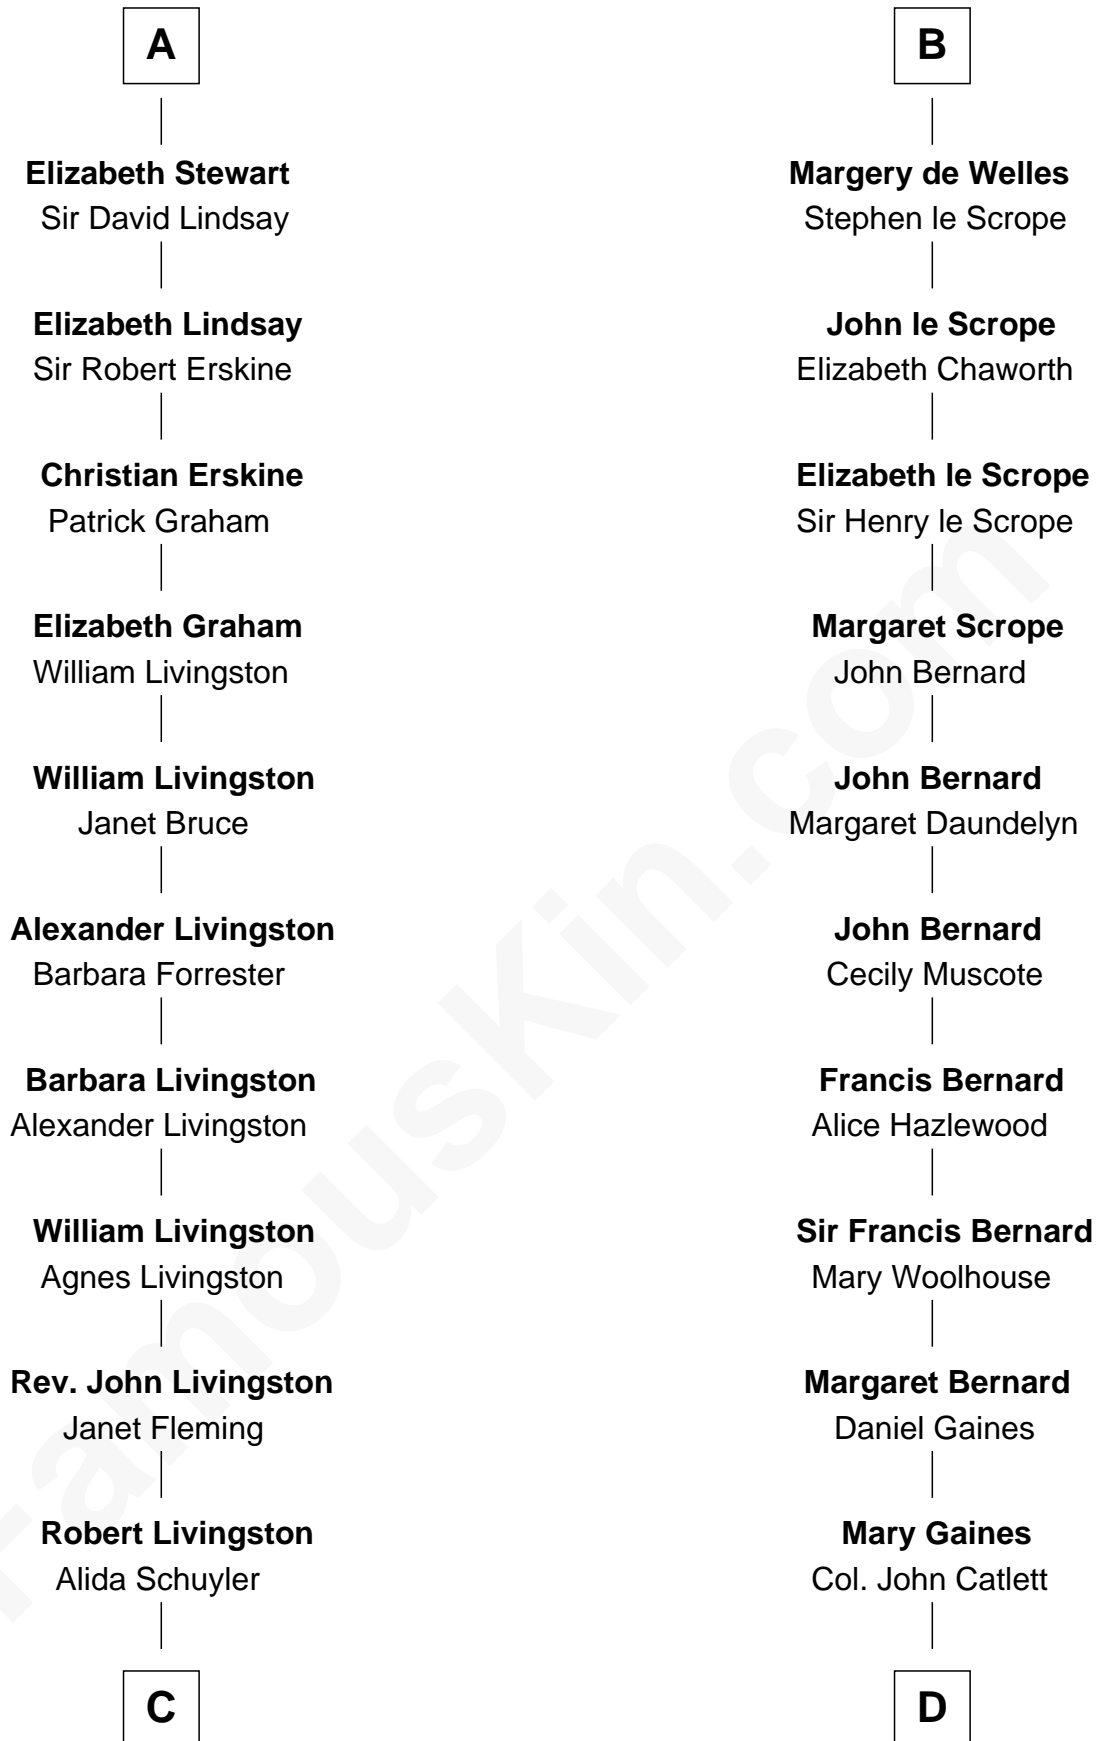 A
Elizabeth Stewart
Sir David Lindsay
Elizabeth Lindsay
Sir Robert Erskine
Christian Erskine
Patrick Graham
Elizabeth Graham
William Livingston
William Livingston
Janet Bruce
Alexander Livingston
Barbara Forrester
Barbara Livingston
Alexander Livingston
William Livingston
Agnes Livingston
Rev. John Livingston
Janet Fleming
Robert Livingston
Alida Schuyler
C
B
Margery de Welles
Stephen le Scrope
John le Scrope
Elizabeth Chaworth
Elizabeth le Scrope
Sir Henry le Scrope
Margaret Scrope
John Bernard
John Bernard
Margaret Daundelyn
John Bernard
Cecily Muscote
Francis Bernard
Alice Hazlewood
Sir Francis Bernard
Mary Woolhouse
Margaret Bernard
Daniel Gaines
Mary Gaines
Col. John Catlett
D
FamousKin.com